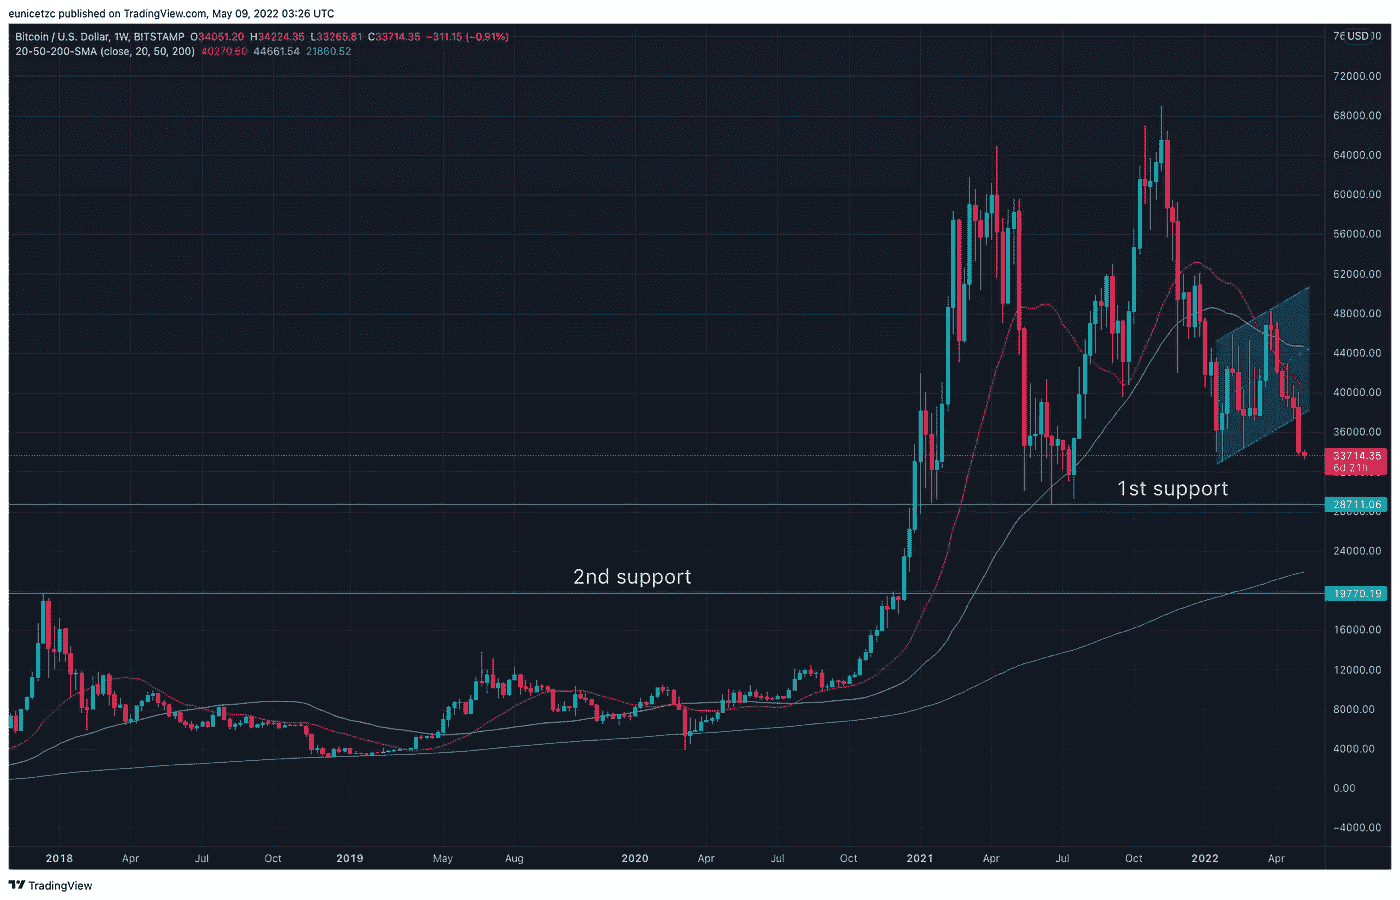 eunicetzc published on TradingView.com, May 09, 2022 03:26 UTC
Bitcoin / U.S. Dollar, 1W, BITSTAMP O34051.20 H34224.35 L33265.81 C33714.35 −311.15 (−0.91%)
20-50-200-SMA (close, 20, 50, 200) 40270.60 44661.54 21860.52
USD
72000.00
68000.00
64000.00
60000.00
56000.00
52000.00
48000.00
44000.00
40000.00
36000.00
33714.35
6d 21h
1st support
28711.06
24000.00
2nd support
19770.19
16000.00
12000.00
8000.00
4000.00
0.00
−4000.00
2018 Apr Jul Oct 2019 May Aug 2020 Apr Jul Oct 2021 Apr Jul Oct 2022 Apr
TradingView